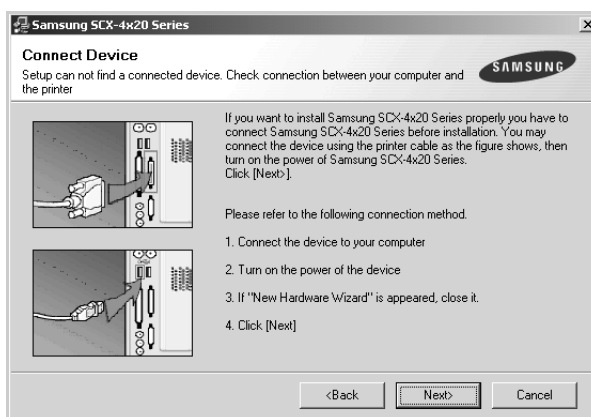 Samsung SCX-4x20 Series
Connect Device
Setup can not find a connected device. Check connection between your computer and
the printer
SAMSUNG
If you want to install Samsung SCX-4x20 Series properly you have to
connect Samsung SCX-4x20 Series before installation. You may
connect the device using the printer cable as the figure shows, then
turn on the power of Samsung SCX-4x20 Series.
Click [Next>].
Please refer to the following connection method.
1. Connect the device to your computer
2. Turn on the power of the device
3. If "New Hardware Wizard" is appeared, close it.
4. Click [Next]
<Back
Next>
Cancel